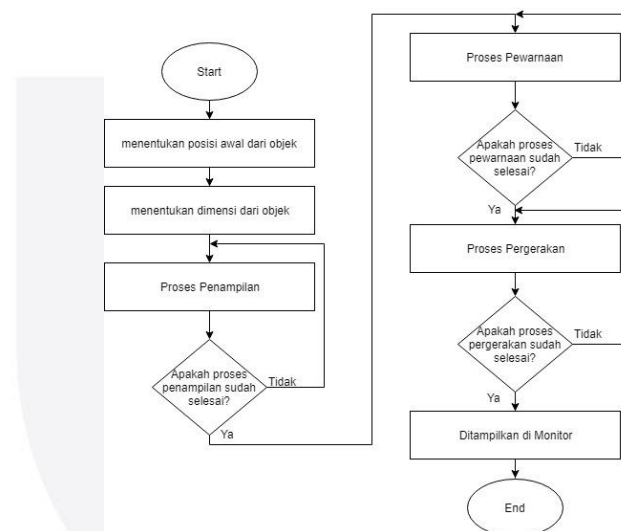 Start
menentukan posisi awal dari objek
menentukan dimensi dari objek
Proses Penampilan
Apakah proses
penampilan sudah
selesai?
Tidak
Ya
Proses Pewarnaan
Apakah proses
pewarnaan sudah
selesai?
Tidak
Ya
Proses Pergerakan
Apakah proses
pergerakan sudah
selesai?
Tidak
Ya
Ditampilkan di Monitor
End